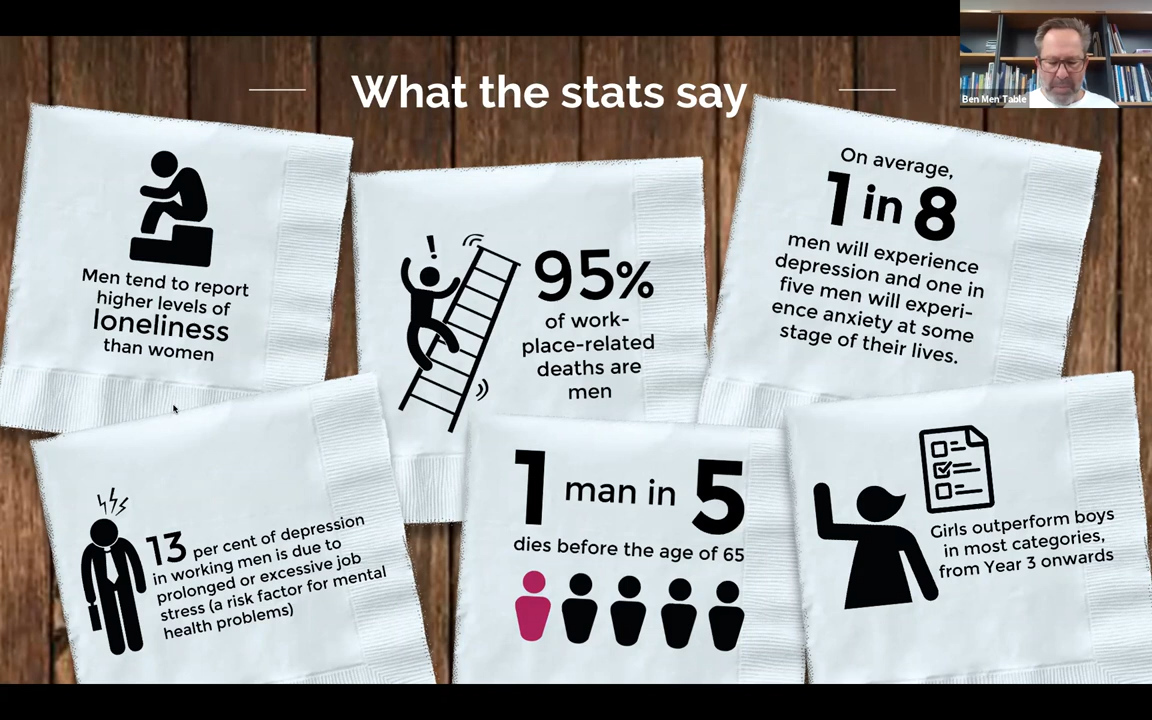 What the stats say
Ben Men'Table
Men tend to report
higher levels of
loneliness
than women
!
95%
of work-
place-related
deaths are
men
On average,
1 in 8
men will experience
depression and one in
five men will experi-
ence anxiety at some
stage of their lives.
13 per cent of depression
in working men is due to
prolonged or excessive job
stress (a risk factor for mental
health problems)
1 man in 5
dies before the age of 65
Girls outperform boys
in most categories,
from Year 3 onwards